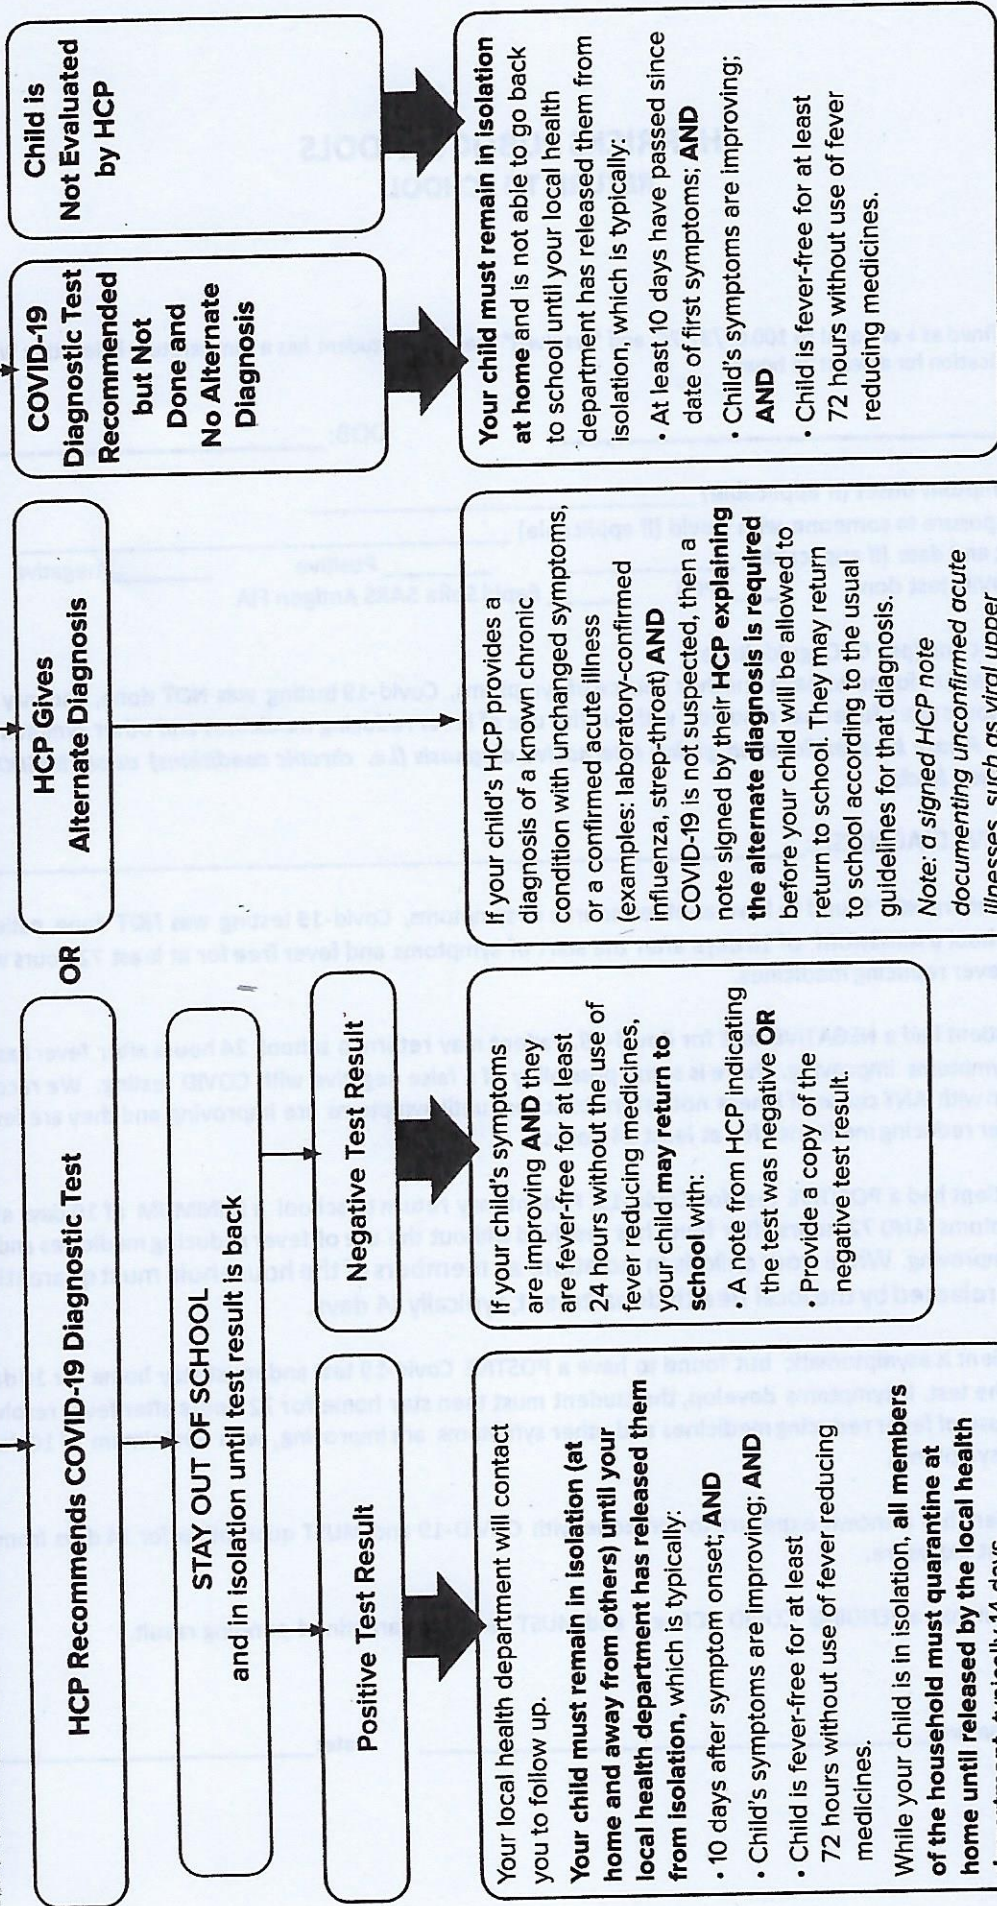 HCP Recommends COVID-19 Diagnostic Test
OR
HCP Gives
Alternate Diagnosis
COVID-19
Diagnostic Test
Recommended
but Not
Done and
No Alternate
Diagnosis
Child is
Not Evaluated
by HCP
STAY OUT OF SCHOOL
and in isolation until test result is back
Positive Test Result
Negative Test Result
Your local health department will contact
you to follow up.
Your child must remain in isolation (at
home and away from others) until your
local health department has released them
from isolation, which is typically:
• 10 days after symptom onset; AND
• Child's symptoms are improving; AND
• Child is fever-free for at least
72 hours without use of fever reducing
medicines.
While your child is in isolation, all members
of the household must quarantine at
home until released by the local health
If your child's symptoms
are improving AND they
are fever-free for at least
24 hours without the use of
fever reducing medicines,
your child may return to
school with:
• A note from HCP indicating
the test was negative OR
• Provide a copy of the
negative test result.
If your child's HCP provides a
diagnosis of a known chronic
condition with unchanged symptoms,
or a confirmed acute illness
(examples: laboratory-confirmed
influenza, strep-throat) AND
COVID-19 is not suspected, then a
note signed by their HCP explaining
the alternate diagnosis is required
before your child will be allowed to
return to school. They may return
to school according to the usual
guidelines for that diagnosis.
Note: a signed HCP note
documenting unconfirmed acute
illnesses, such as viral upper
Your child must remain in isolation
at home and is not able to go back
to school until your local health
department has released them from
isolation, which is typically:
• At least 10 days have passed since
date of first symptoms; AND
• Child's symptoms are improving;
AND
• Child is fever-free for at least
72 hours without use of fever
reducing medicines.